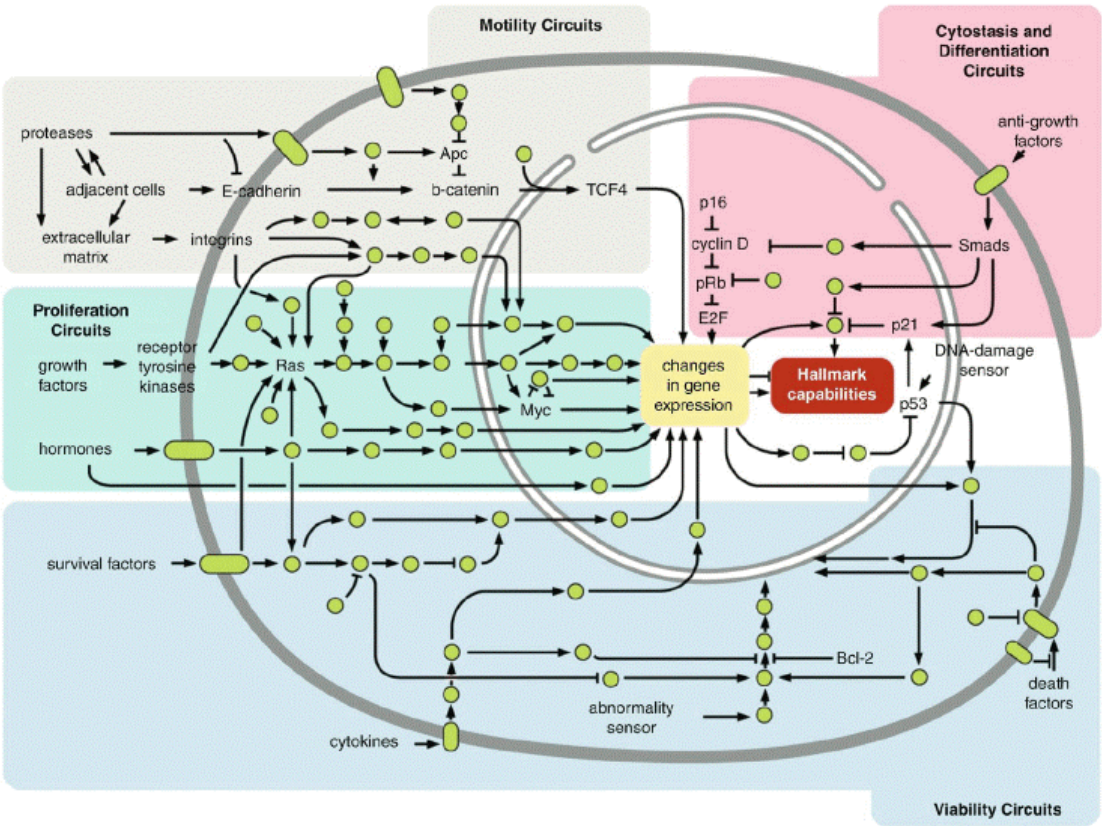 Motility Circuits
Cytostasis and
Differentiation
Circuits
proteases
Apc
anti-growth
factors
adjacent cells
E-cadherin
b-catenin
TCF4
p16
extracellular
matrix
integrins
cyclin D
Smads
pRb
Proliferation
Circuits
E2F
p21
growth
factors
receptor
tyrosine
kinases
Ras
changes
in gene
expression
Hallmark
capabilities
DNA-damage
sensor
Myc
p53
hormones
survival factors
Bcl-2
abnormality
sensor
death
factors
cytokines
Viability Circuits